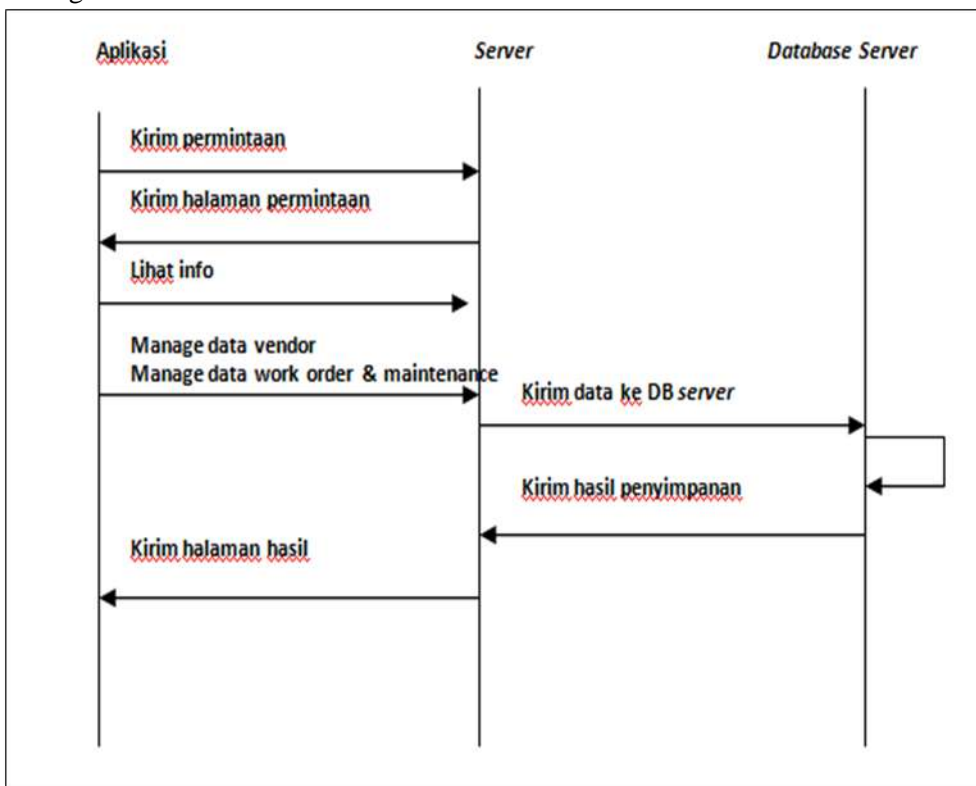 Aplikasi
Server
Database Server
Kirim permintaan
Kirim halaman permintaan
Lihat info
Manage data vendor
Manage data work order & maintenance
Kirim data ke DB server
Kirim hasil penyimpanan
Kirim halaman hasil